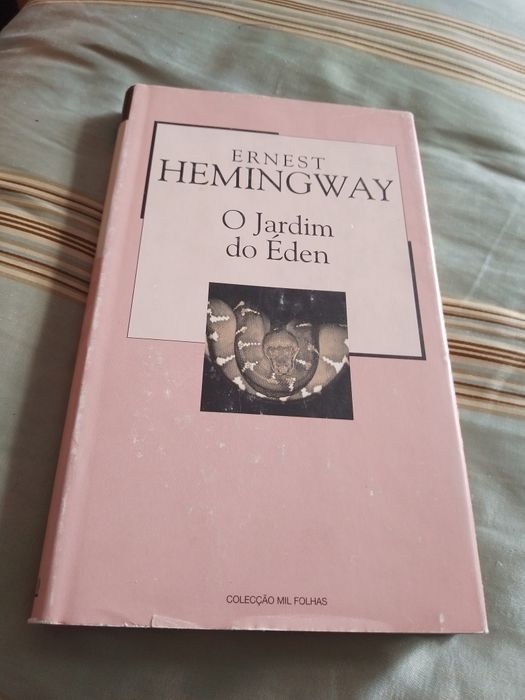 ERNEST
HEMINGWAY
O Jardim
do Éden
COLECÇÃO MIL FOLHAS